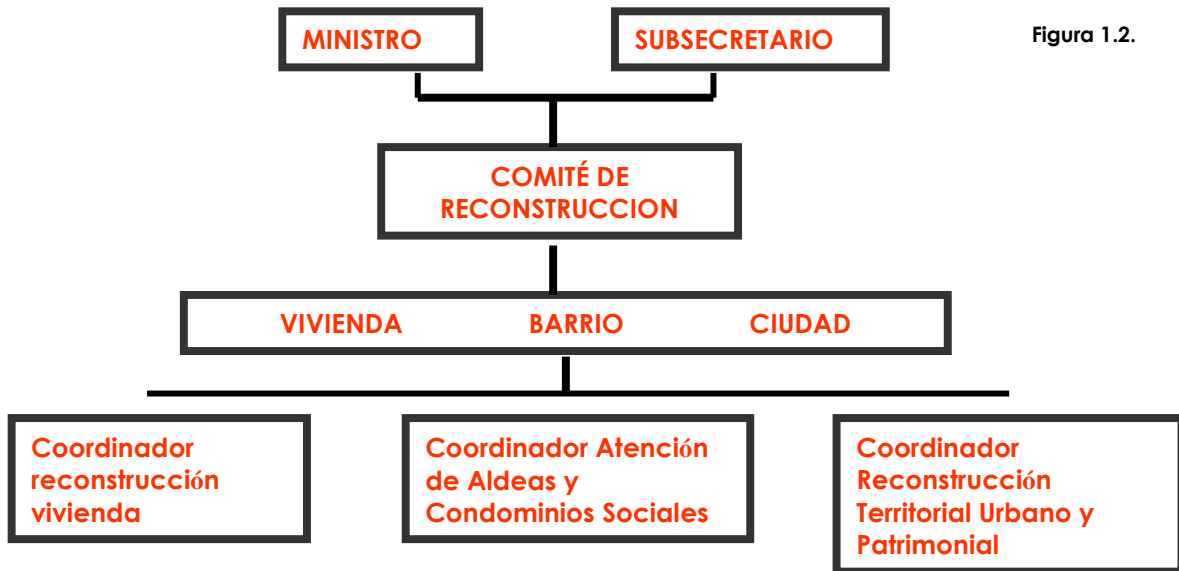 MINISTRO
SUBSECRETARIO
Figura 1.2.
COMITÉ DE
RECONSTRUCCION
VIVIENDA BARRIO CIUDAD
Coordinador
reconstrucción
vivienda
Coordinador Atención
de Aldeas y
Condominios Sociales
Coordinador
Reconstrucción
Territorial Urbano y
Patrimonial